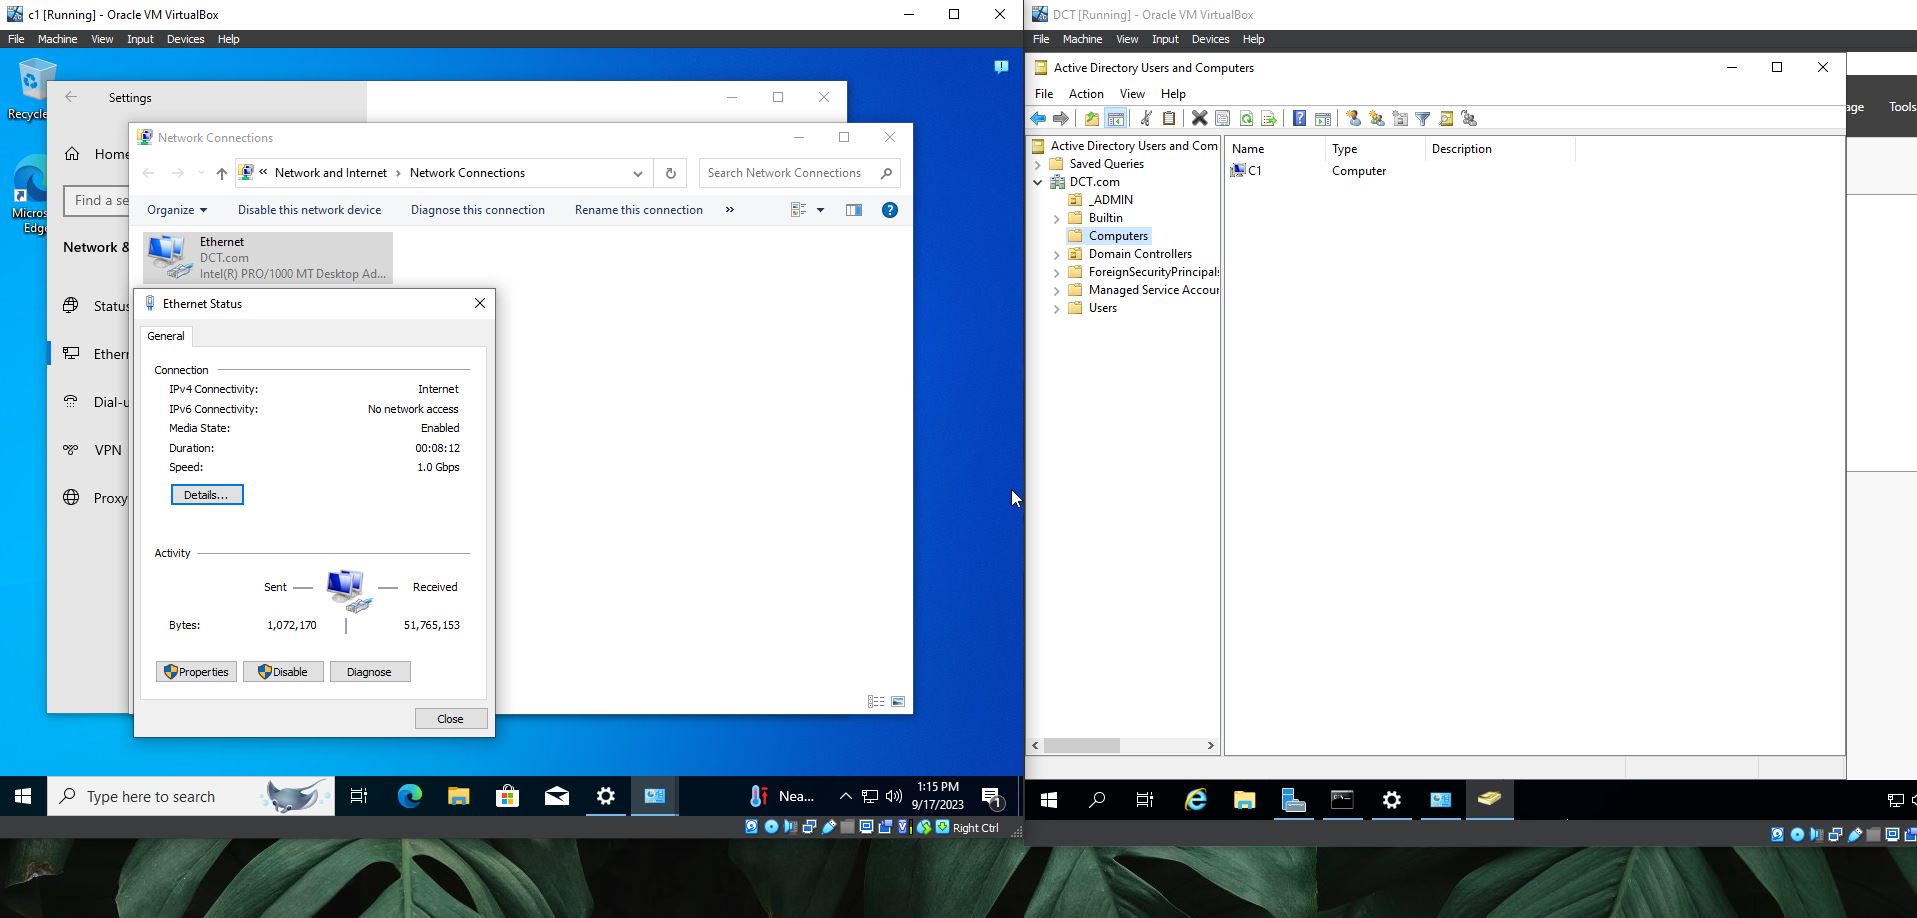 c1 [Running] - Oracle VM VirtualBox
File Machine View Input Devices Help
Recycle
Micros
Edge
Settings
Home
Find a se
Network &
Status
Ether
Dial-u
VPN
Proxy
Network Connections
« Network and Internet › Network Connections
Search Network Connections
Organize Disable this network device Diagnose this connection Rename this connection »
Ethernet
DCT.com
Intel(R) PRO/1000 MT Desktop Ad...
Ethernet Status
General
Connection
IPv4 Connectivity: Internet
IPv6 Connectivity: No network access
Media State: Enabled
Duration: 00:08:12
Speed: 1.0 Gbps
Details...
Activity
Sent Received
Bytes: 1,072,170 51,765,153
Properties Disable Diagnose
Close
Type here to search
Nea...
1:15 PM
9/17/2023
1
Right Ctrl
DCT [Running] - Oracle VM VirtualBox
File Machine View Input Devices Help
Active Directory Users and Computers
File Action View Help
age Tools
Active Directory Users and Com
Saved Queries
DCT.com
_ADMIN
Builtin
Computers
Domain Controllers
ForeignSecurityPrincipals
Managed Service Accour
Users
Name Type Description
C1 Computer